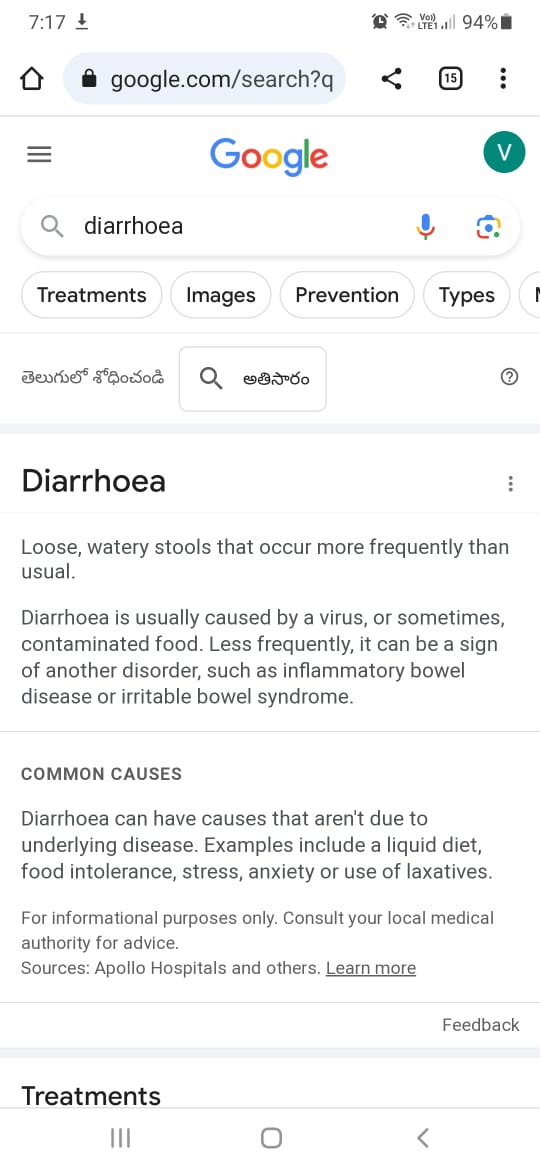 7:17
Vo))
LTE1
94%
google.com/search?q
15
Google
V
diarrhoea
Treatments
Images
Prevention
Types
తెలుగులో శోధించండి
అతిసారం
Diarrhoea
Loose, watery stools that occur more frequently than
usual.
Diarrhoea is usually caused by a virus, or sometimes,
contaminated food. Less frequently, it can be a sign
of another disorder, such as inflammatory bowel
disease or irritable bowel syndrome.
COMMON CAUSES
Diarrhoea can have causes that aren't due to
underlying disease. Examples include a liquid diet,
food intolerance, stress, anxiety or use of laxatives.
For informational purposes only. Consult your local medical
authority for advice.
Sources: Apollo Hospitals and others. Learn more
Feedback
Treatments